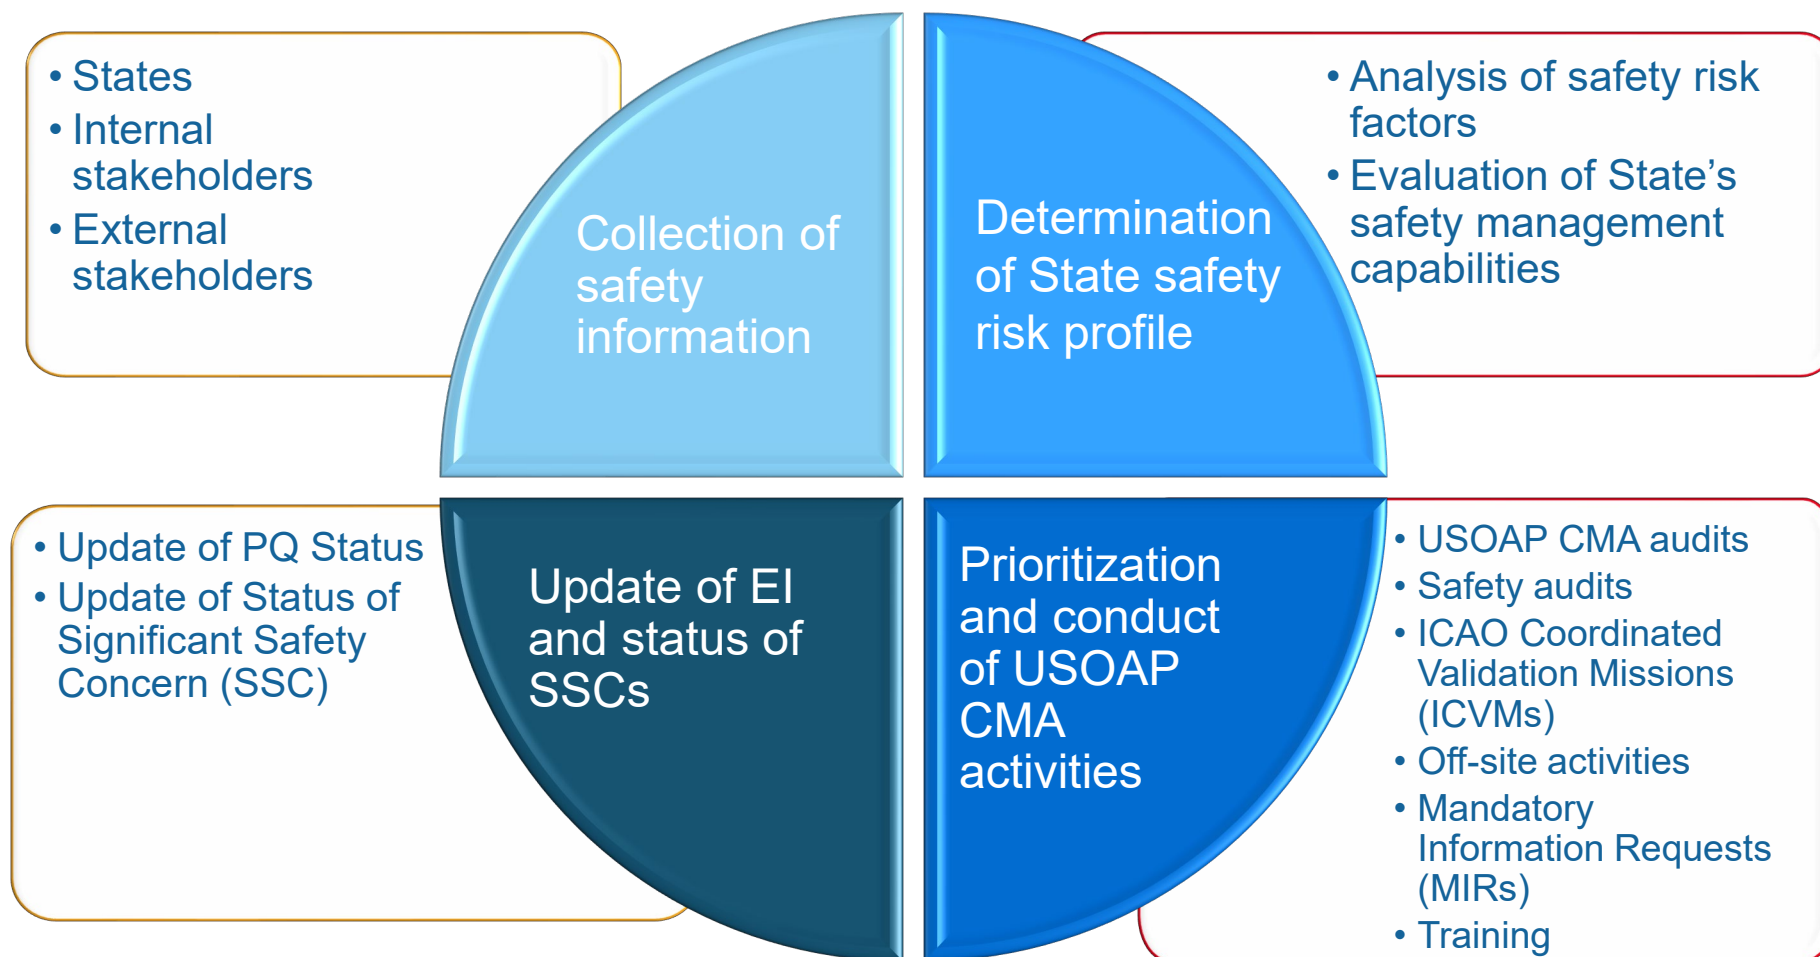 • States
• Internal
stakeholders
• External
stakeholders
Collection of
safety
information
Determination
of State safety
risk profile
• Analysis of safety risk
factors
• Evaluation of State’s
safety management
capabilities
• Update of PQ Status
• Update of Status of
Significant Safety
Concern (SSC)
Update of EI
and status of
SSCs
Prioritization
and conduct
of USOAP
CMA
activities
• USOAP CMA audits
• Safety audits
• ICAO Coordinated
Validation Missions
(ICVMs)
• Off-site activities
• Mandatory
Information Requests
(MIRs)
• Training